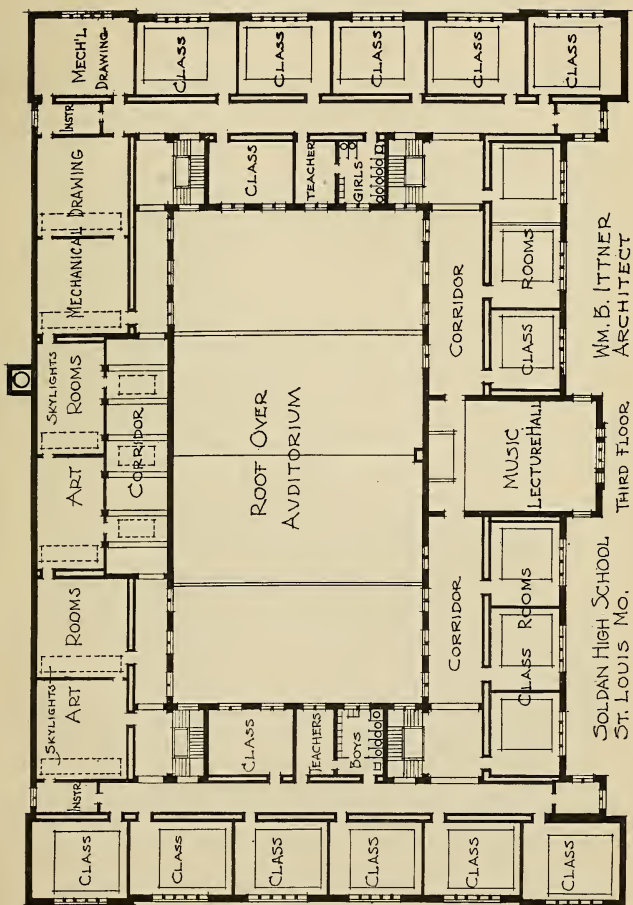 MECH'L
DRAWING
CLASS
CLASS
CLASS
CLASS
CLASS
INSTR.
MECHANICAL DRAWING
CLASS
TEACHER
GIRLS
SKYLIGHTS
ROOMS
ART
CORRIDOR
ROOF OVER
AUDITORIUM
CORRIDOR
CLASS ROOMS
MUSIC
LECTURE HALL
CORRIDOR
CLASS ROOMS
SKYLIGHTS
ROOMS
ART
CLASS
TEACHERS
BOYS
INSTR.
CLASS
CLASS
CLASS
CLASS
CLASS
CLASS
SOLDAN HIGH SCHOOL
ST. LOUIS MO.
THIRD FLOOR
WM. B. ITTNER
ARCHITECT